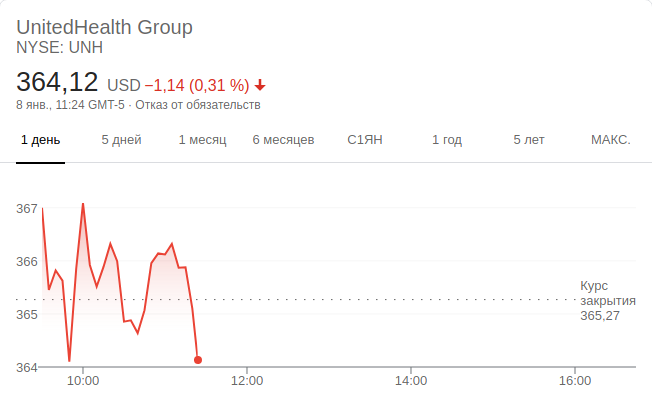 UnitedHealth Group
NYSE: UNH
364,12 USD −1,14 (0,31 %)
8 янв., 11:24 GMT-5 · Отказ от обязательств
1 день 5 дней 1 месяц 6 месяцев С1ЯН 1 год 5 лет МАКС.
367
366
Курс
закрытия
365,27
365
364
10:00 12:00 14:00 16:00